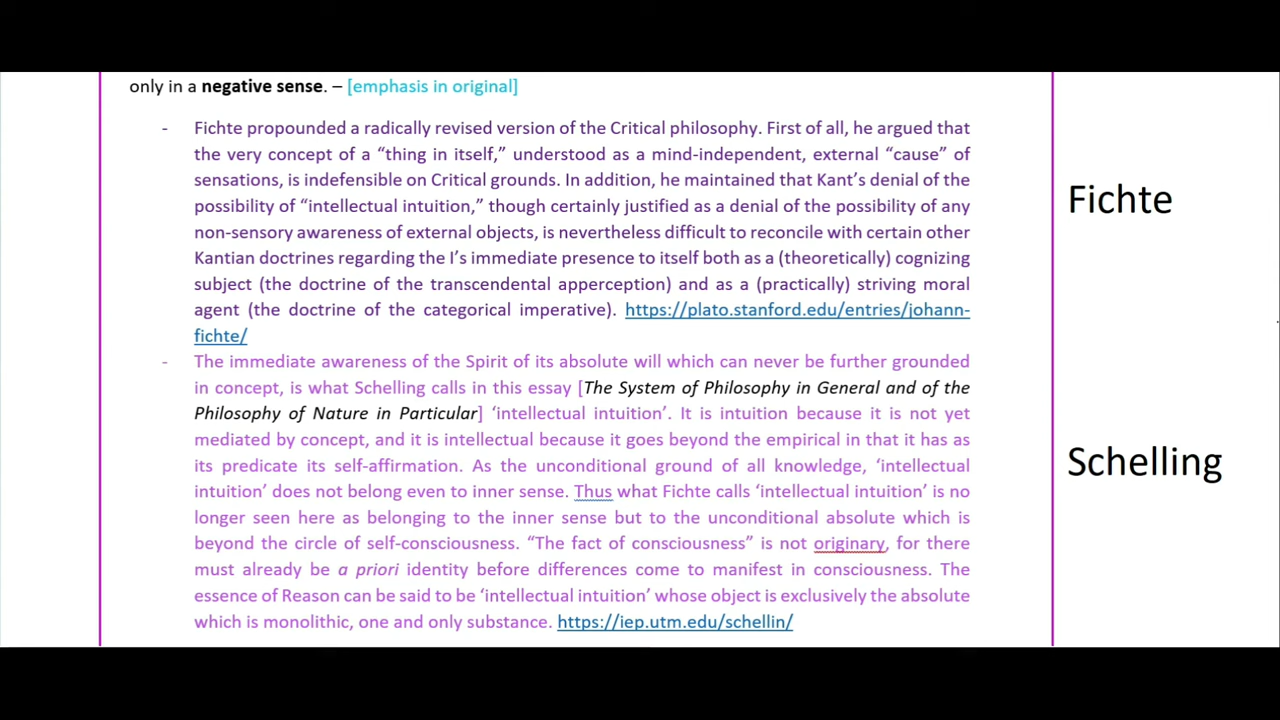 only in a negative sense. – [emphasis in original]
- Fichte propounded a radically revised version of the Critical philosophy. First of all, he argued that
the very concept of a “thing in itself,” understood as a mind-independent, external “cause” of
sensations, is indefensible on Critical grounds. In addition, he maintained that Kant’s denial of the
possibility of “intellectual intuition,” though certainly justified as a denial of the possibility of any
non-sensory awareness of external objects, is nevertheless difficult to reconcile with certain other
Kantian doctrines regarding the I’s immediate presence to itself both as a (theoretically) cognizing
subject (the doctrine of the transcendental apperception) and as a (practically) striving moral
agent (the doctrine of the categorical imperative). https://plato.stanford.edu/entries/johann-
fichte/
- The immediate awareness of the Spirit of its absolute will which can never be further grounded
in concept, is what Schelling calls in this essay [The System of Philosophy in General and of the
Philosophy of Nature in Particular] ‘intellectual intuition’. It is intuition because it is not yet
mediated by concept, and it is intellectual because it goes beyond the empirical in that it has as
its predicate its self-affirmation. As the unconditional ground of all knowledge, ‘intellectual
intuition’ does not belong even to inner sense. Thus what Fichte calls ‘intellectual intuition’ is no
longer seen here as belonging to the inner sense but to the unconditional absolute which is
beyond the circle of self-consciousness. “The fact of consciousness” is not originary, for there
must already be a priori identity before differences come to manifest in consciousness. The
essence of Reason can be said to be ‘intellectual intuition’ whose object is exclusively the absolute
which is monolithic, one and only substance. https://iep.utm.edu/schellin/
Fichte
Schelling